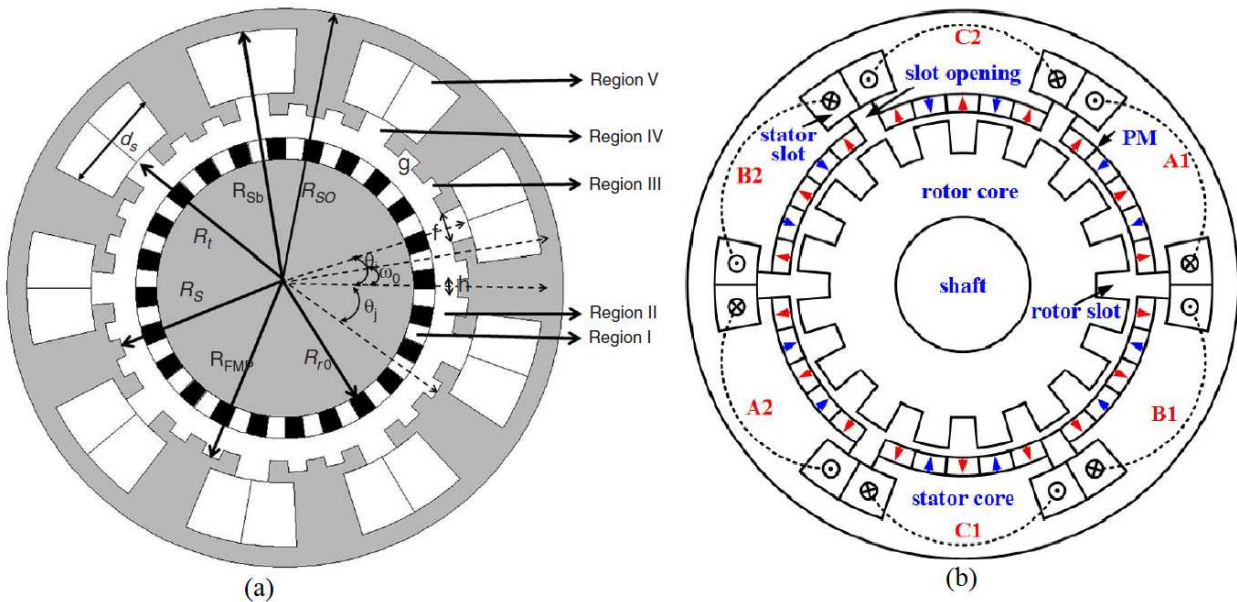 Region V
Region IV
Region III
Region II
Region I
d_s
R_Sb
R_SO
g
R_t
f
θ_i
ω_0
h
R_S
θ_j
R_FMP
R_r0
(a)
C2
slot opening
stator
slot
PM
B2
A1
rotor core
shaft
rotor slot
A2
B1
stator core
C1
(b)